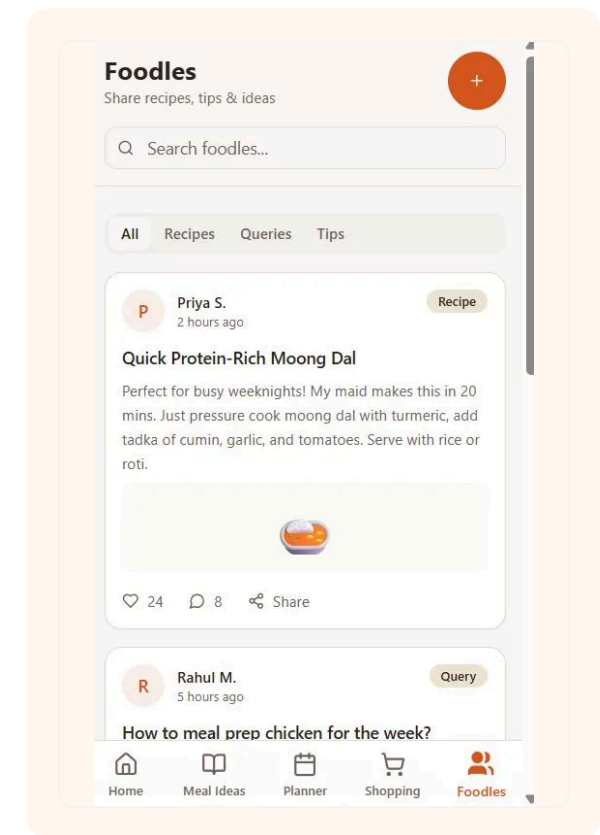 Foodles
+
Share recipes, tips & ideas
Search foodles...
All Recipes Queries Tips
P
Priya S.
2 hours ago
Recipe
Quick Protein-Rich Moong Dal
Perfect for busy weeknights! My maid makes this in 20
mins. Just pressure cook moong dal with turmeric, add
tadka of cumin, garlic, and tomatoes. Serve with rice or
roti.
24 8 Share
R
Rahul M.
5 hours ago
Query
How to meal prep chicken for the week?
Home Meal Ideas Planner Shopping Foodles